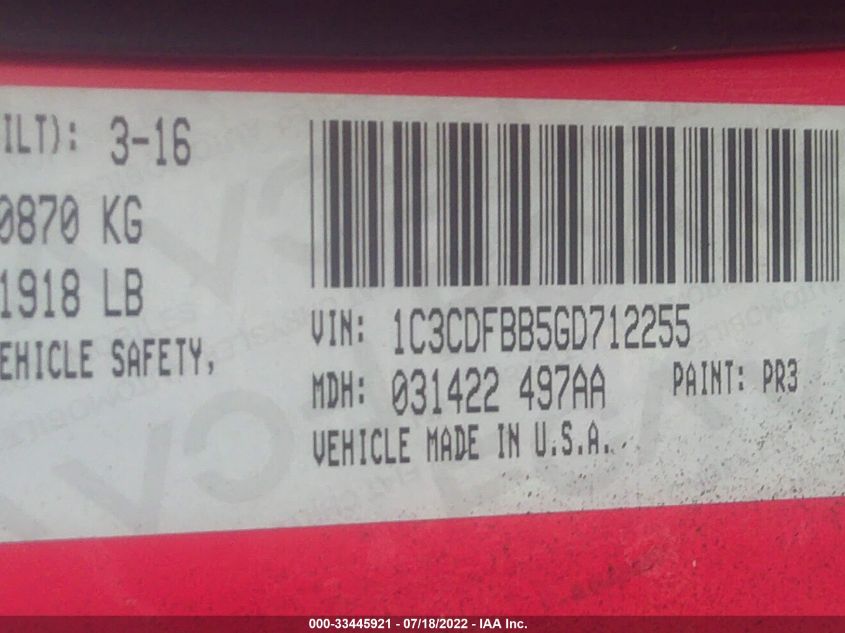 ILT): 3-16
0870 KG
1918 LB
EHICLE SAFETY,
VIN: 1C3CDFBB5GD712255
MDH: 031422 497AA PAINT: PR3
VEHICLE MADE IN U.S.A.
000-33445921 - 07/18/2022 - IAA Inc.